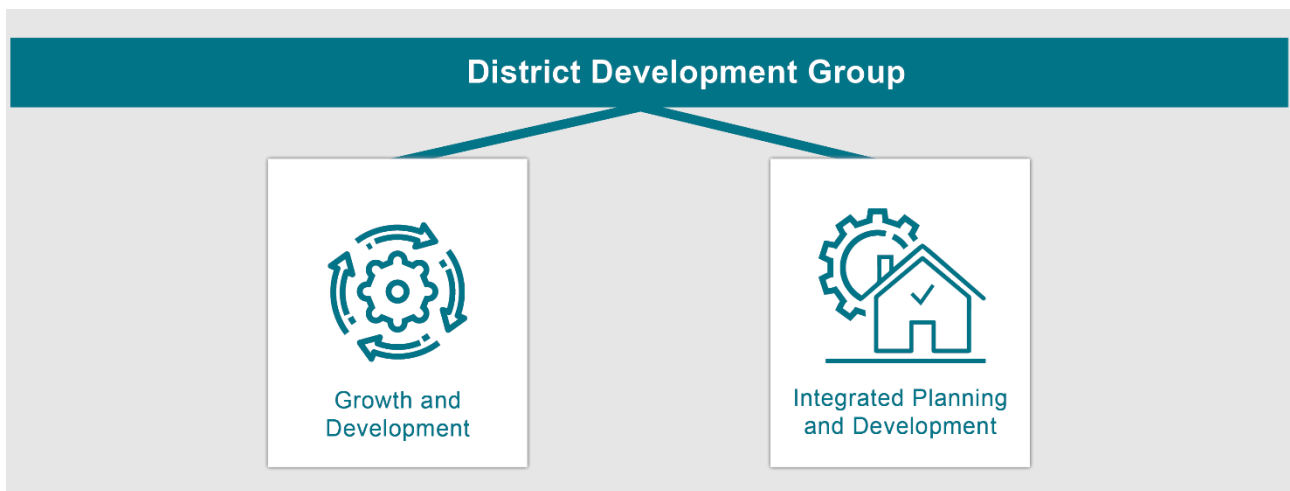 District Development Group
Growth and
Development
Integrated Planning
and Development